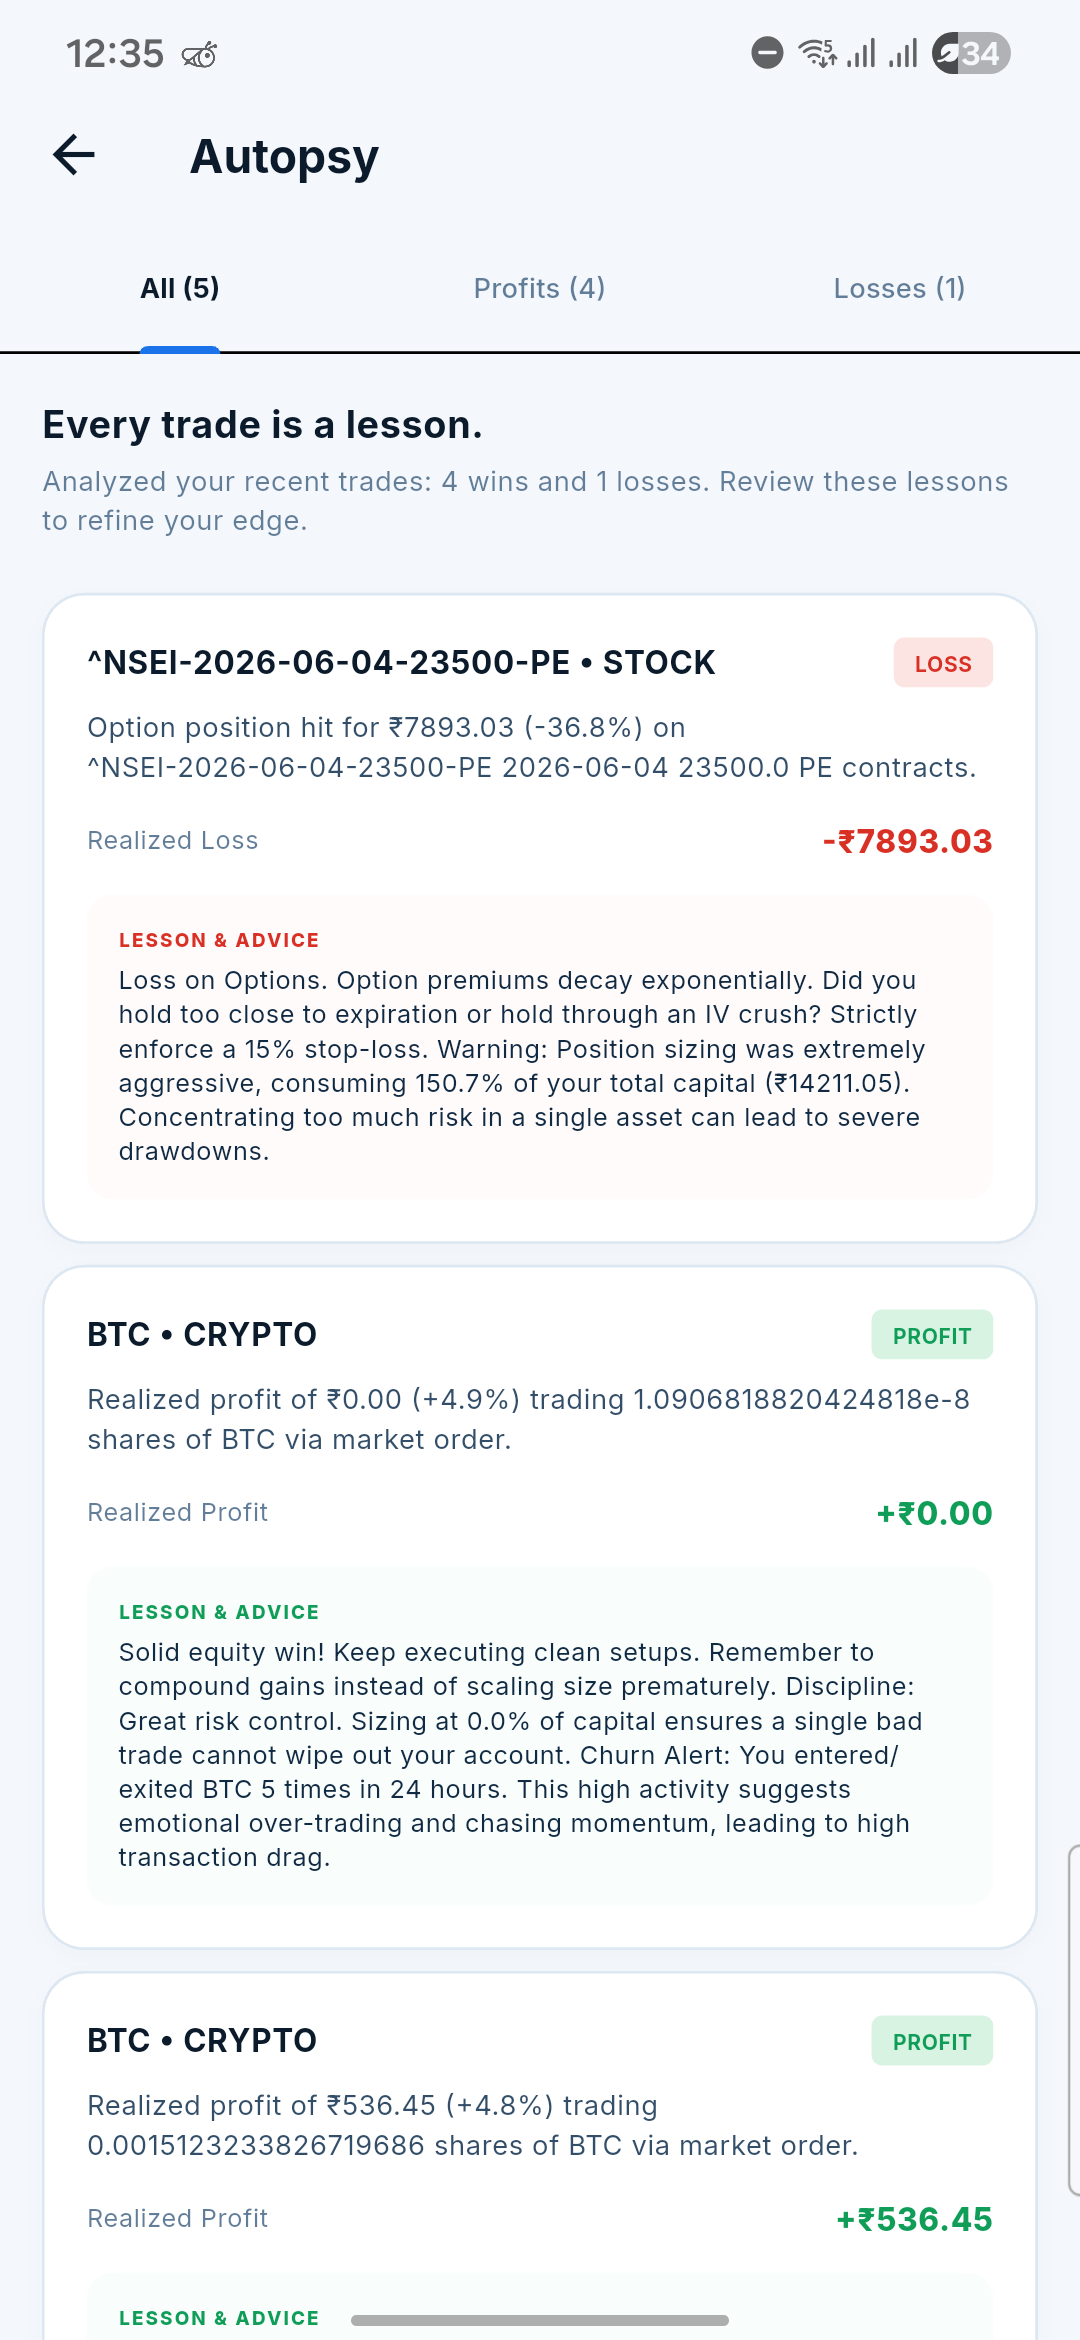 12:35
5
34
Autopsy
All (5)
Profits (4)
Losses (1)
Every trade is a lesson.
Analyzed your recent trades: 4 wins and 1 losses. Review these lessons
to refine your edge.
^NSEI-2026-06-04-23500-PE • STOCK
LOSS
Option position hit for ₹7893.03 (-36.8%) on
^NSEI-2026-06-04-23500-PE 2026-06-04 23500.0 PE contracts.
Realized Loss
-₹7893.03
LESSON & ADVICE
Loss on Options. Option premiums decay exponentially. Did you
hold too close to expiration or hold through an IV crush? Strictly
enforce a 15% stop-loss. Warning: Position sizing was extremely
aggressive, consuming 150.7% of your total capital (₹14211.05).
Concentrating too much risk in a single asset can lead to severe
drawdowns.
BTC • CRYPTO
PROFIT
Realized profit of ₹0.00 (+4.9%) trading 1.0906818820424818e-8
shares of BTC via market order.
Realized Profit
+₹0.00
LESSON & ADVICE
Solid equity win! Keep executing clean setups. Remember to
compound gains instead of scaling size prematurely. Discipline:
Great risk control. Sizing at 0.0% of capital ensures a single bad
trade cannot wipe out your account. Churn Alert: You entered/
exited BTC 5 times in 24 hours. This high activity suggests
emotional over-trading and chasing momentum, leading to high
transaction drag.
BTC • CRYPTO
PROFIT
Realized profit of ₹536.45 (+4.8%) trading
0.0015123233826719686 shares of BTC via market order.
Realized Profit
+₹536.45
LESSON & ADVICE